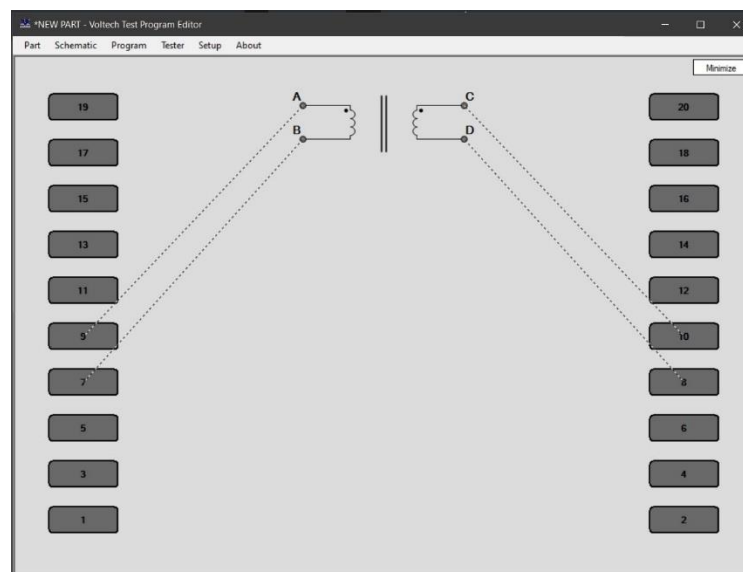 *NEW PART - Voltech Test Program Editor
Part Schematic Program Tester Setup About
Minimize
19 A C 20
17 B D 18
15 16
13 14
11 12
9 10
7 8
5 6
3 4
1 2